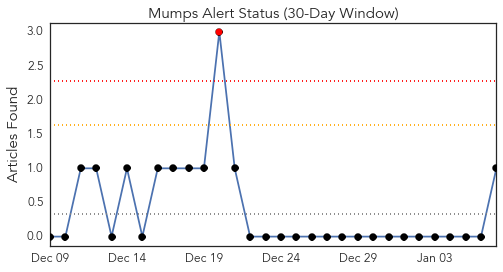 Mumps Alert Status (30-Day Window)
Articles Found
3.0
2.5
2.0
1.5
1.0
0.5
0.0
Dec 09 Dec 14 Dec 19 Dec 24 Dec 29 Jan 03